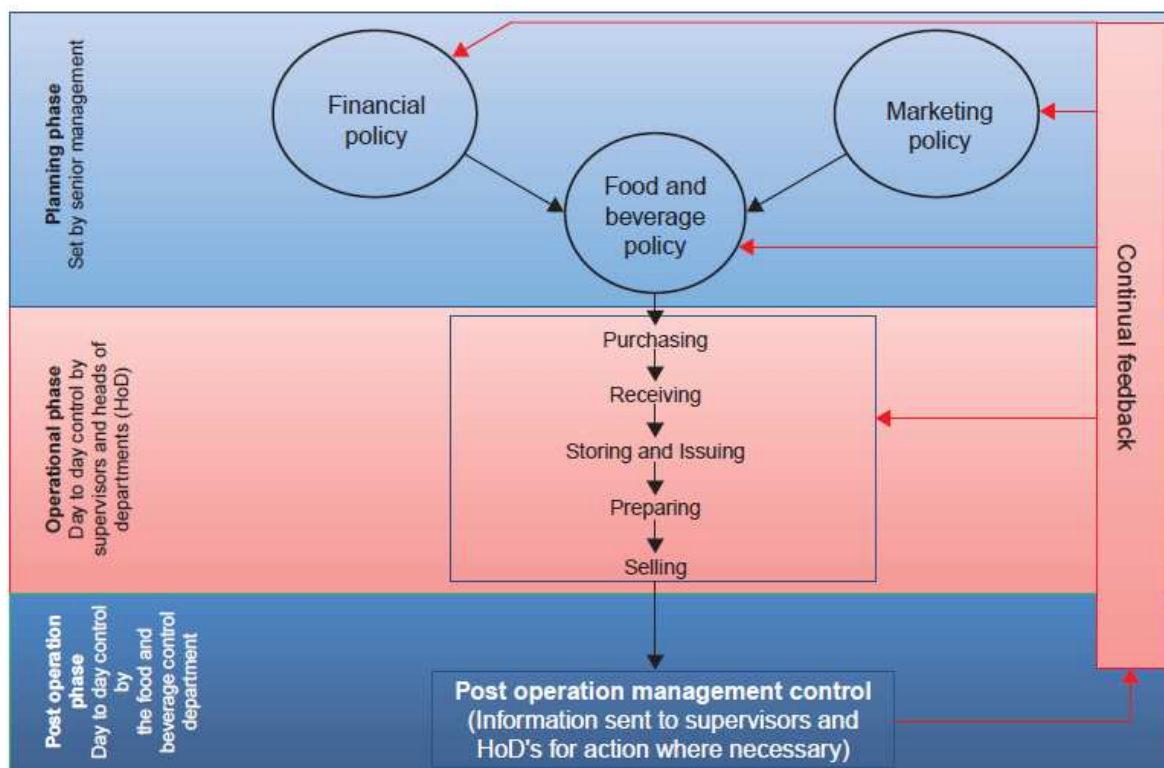 Planning phase
Set by senior management
Financial
policy
Marketing
policy
Food and
beverage
policy
Continual feedback
Operational phase
Day to day control by
supervisors and heads of
departments (HoD)
Purchasing
Receiving
Storing and Issuing
Preparing
Selling
Post operation
phase
Day to day control
by
the food and
beverage control
department
Post operation management control
(Information sent to supervisors and
HoD's for action where necessary)